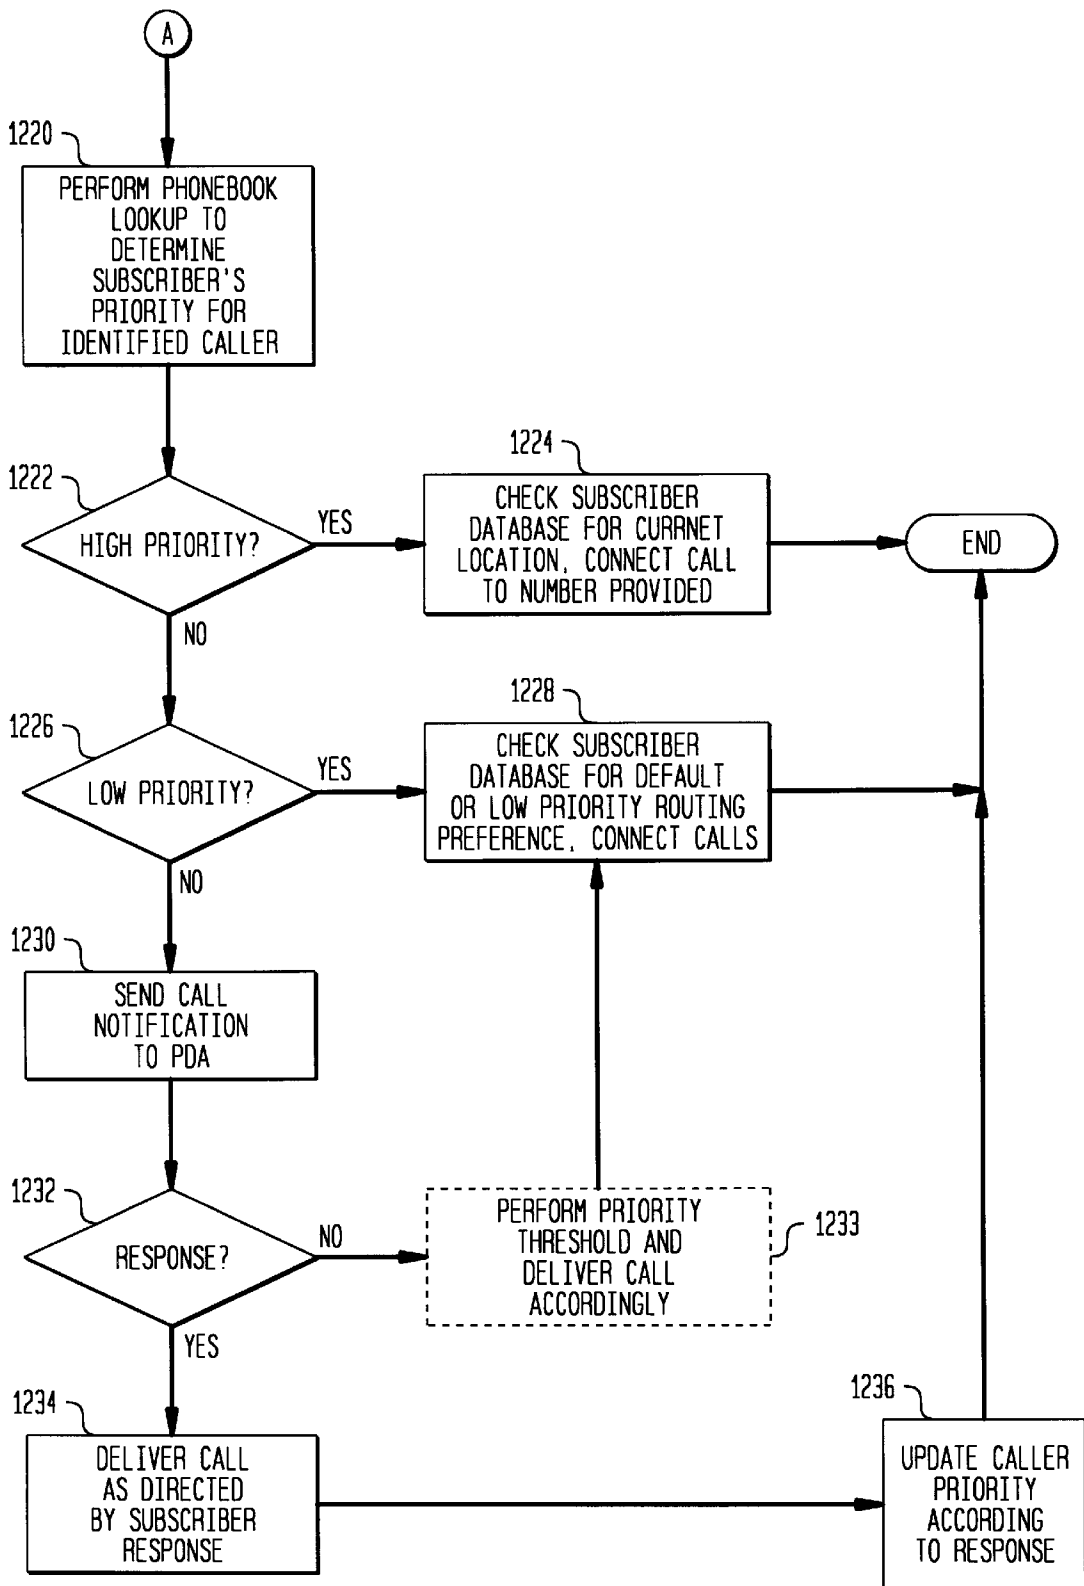 A
1220
PERFORM PHONEBOOK
LOOKUP TO
DETERMINE
SUBSCRIBER'S
PRIORITY FOR
IDENTIFIED CALLER
1222
HIGH PRIORITY?
YES
NO
1224
CHECK SUBSCRIBER
DATABASE FOR CURRNET
LOCATION, CONNECT CALL
TO NUMBER PROVIDED
END
1226
LOW PRIORITY?
YES
NO
1228
CHECK SUBSCRIBER
DATABASE FOR DEFAULT
OR LOW PRIORITY ROUTING
PREFERENCE, CONNECT CALLS
1230
SEND CALL
NOTIFICATION
TO PDA
1232
RESPONSE?
NO
YES
PERFORM PRIORITY
THRESHOLD AND
DELIVER CALL
ACCORDINGLY
1233
1234
DELIVER CALL
AS DIRECTED
BY SUBSCRIBER
RESPONSE
1236
UPDATE CALLER
PRIORITY
ACCORDING
TO RESPONSE